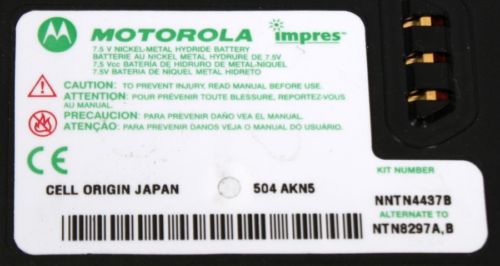 MOTOROLA impres™
7.5 V NICKEL-METAL HYDRIDE BATTERY
BATTERIE AU NICKEL METAL HYDRURE DE 7.5V
7,5 Vcc BATERIA DE HIDRURO DE METAL-NIQUEL
7.5V BATERIA DE NIQUEL METAL HIDRETO
CAUTION: TO PREVENT INJURY, READ MANUAL BEFORE USE.
ATTENTION: POUR PRÉVENIR TOUTE BLESSURE, REPORTEZ-VOUS
AU MANUAL.
PRECAUCION: PARA PREVENIR DAÑO VEA EL MANUAL
ATENÇÃO: PARA PREVENIR DANOS VEJA O MANUAL DO USUÁRIO.
CE
KIT NUMBER
CELL ORIGIN JAPAN 504 AKN5
NNTN4437B
ALTERNATE TO
NTN8297A,B